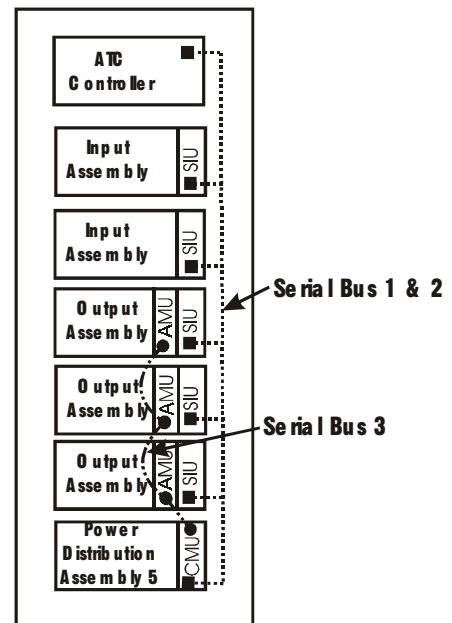 ATC
Controller
Input
Assembly
SIU
Input
Assembly
SIU
Serial Bus 1 & 2
Output
Assembly
AMU
SIU
Output
Assembly
AMU
SIU
Serial Bus 3
Output
Assembly
AMU
SIU
Power
Distribution
Assembly 5
CMU